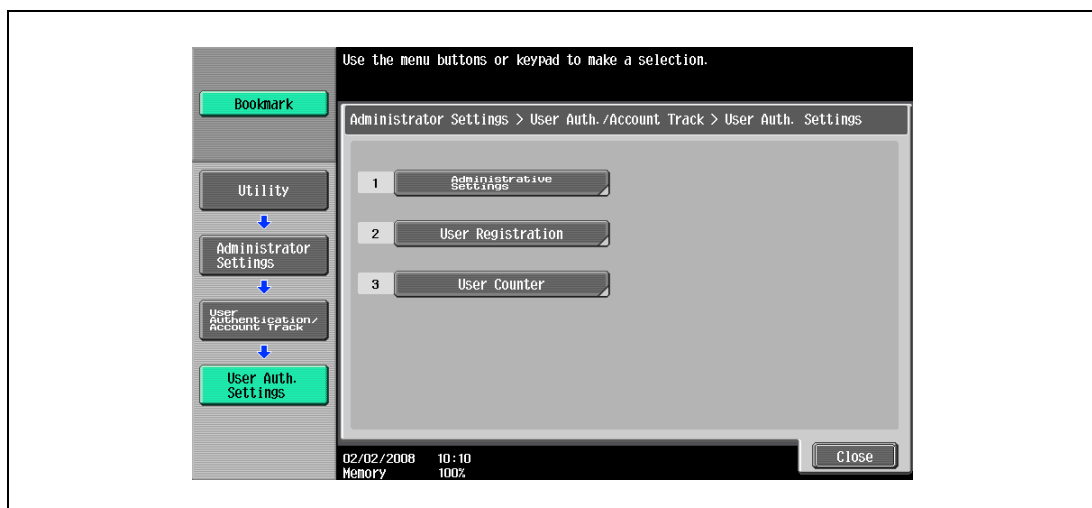 Use the menu buttons or keypad to make a selection.
Bookmark
Administrator Settings > User Auth./Account Track > User Auth. Settings
Utility
Administrator
Settings
User
Authentication/
Account Track
User Auth.
Settings
1 Administrative
Settings
2 User Registration
3 User Counter
02/02/2008 10:10
Memory 100%
Close